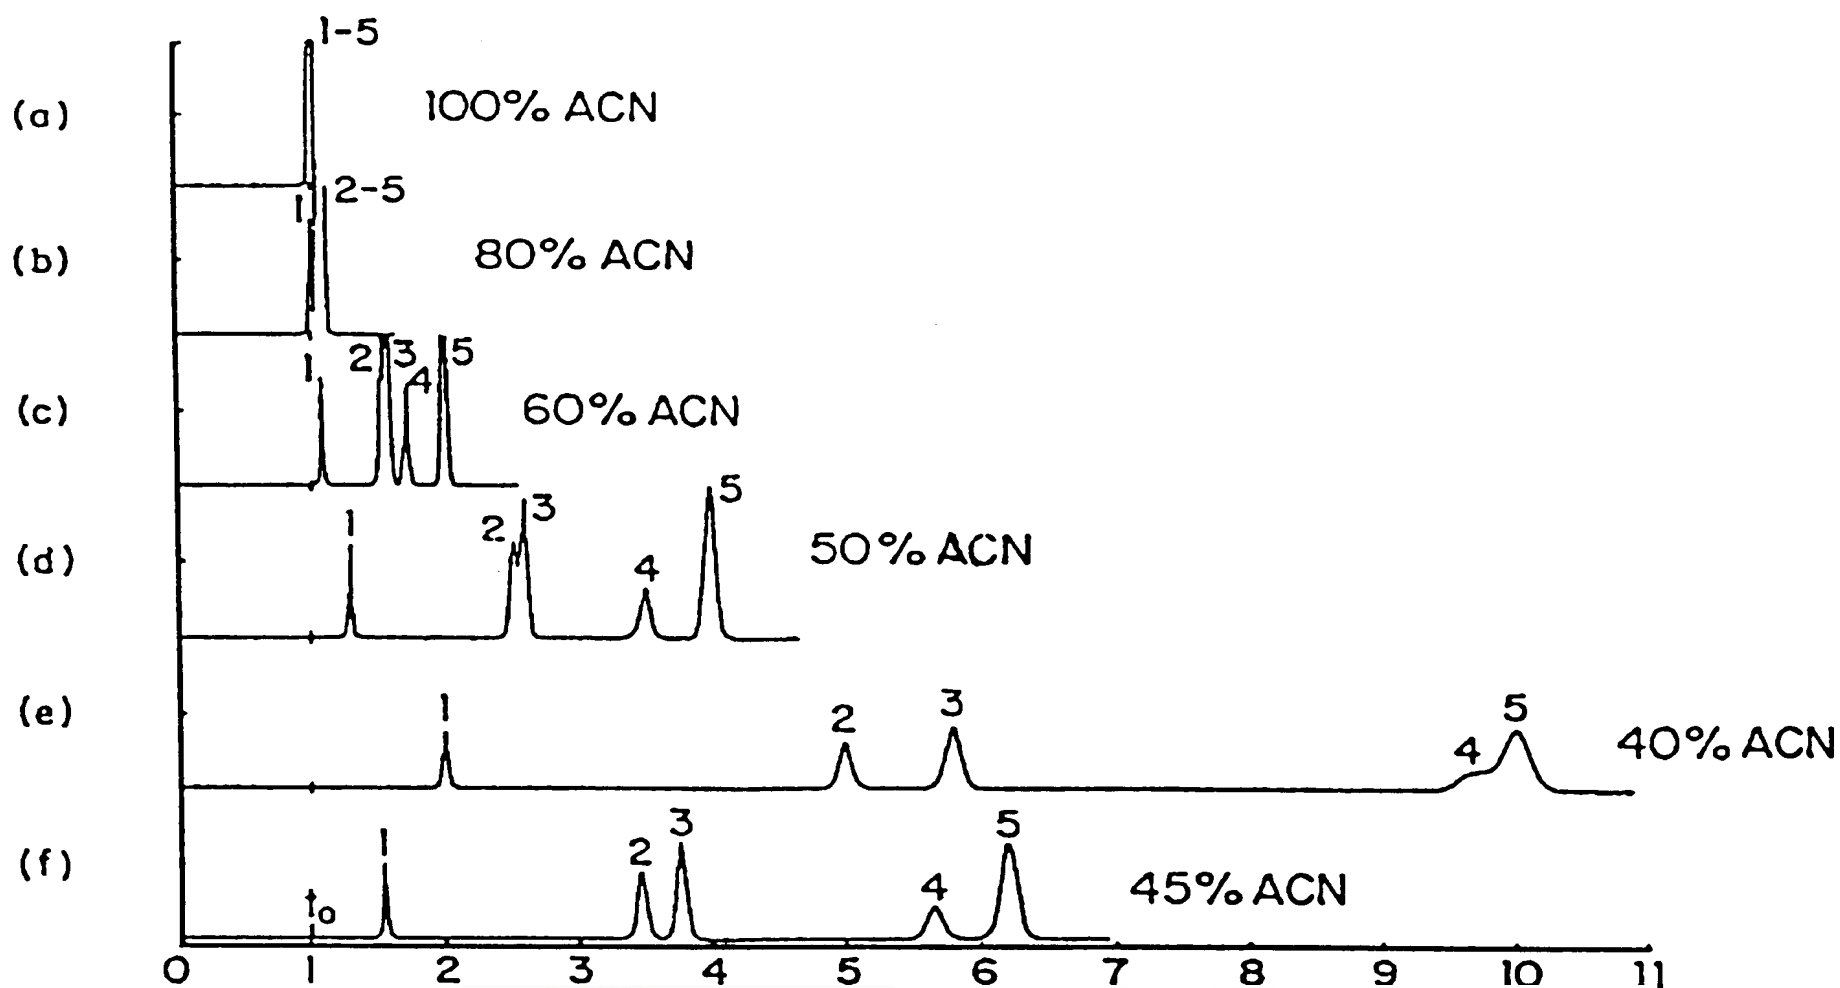 1-5
(a) 100% ACN
1 2-5
(b) 80% ACN
1 2 3 4 5
(c) 60% ACN
1 2 3 4 5
(d) 50% ACN
1 2 3 4 5
(e) 40% ACN
1 2 3 4 5
(f) 45% ACN
to
0 1 2 3 4 5 6 7 8 9 10 11